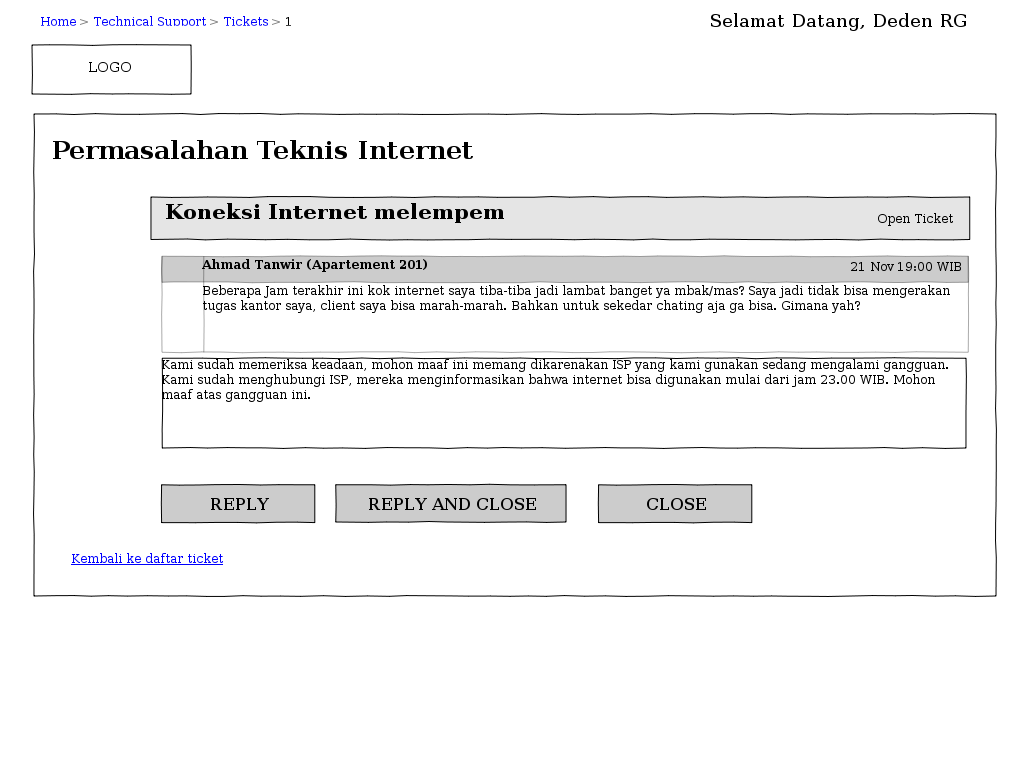 Home > Technical Support > Tickets > 1
Selamat Datang, Deden RG
LOGO
Permasalahan Teknis Internet
Koneksi Internet melempem
Open Ticket
Ahmad Tanwir (Apartement 201)
21 Nov 19:00 WIB
Beberapa Jam terakhir ini kok internet saya tiba-tiba jadi lambat banget ya mbak/mas? Saya jadi tidak bisa mengerakan
tugas kantor saya, client saya bisa marah-marah. Bahkan untuk sekedar chating aja ga bisa. Gimana yah?
Kami sudah memeriksa keadaan, mohon maaf ini memang dikarenakan ISP yang kami gunakan sedang mengalami gangguan.
Kami sudah menghubungi ISP, mereka menginformasikan bahwa internet bisa digunakan mulai dari jam 23.00 WIB. Mohon
maaf atas gangguan ini.
REPLY
REPLY AND CLOSE
CLOSE
Kembali ke daftar ticket